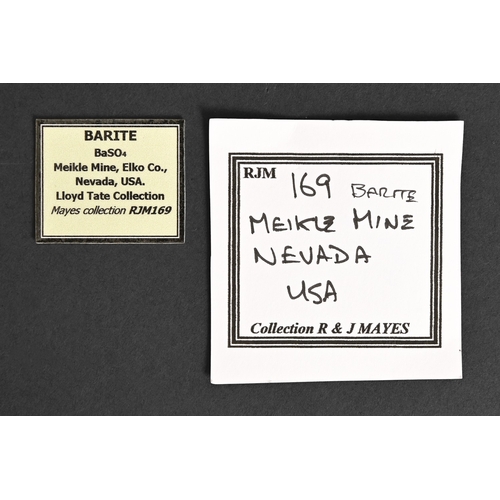 BARITE
BaSO₄
Meikle Mine, Elko Co.,
Nevada, USA.
Lloyd Tate Collection
Mayes collection RJM169
RJM 169 BARITE
MEIKLE MINE
NEVADA
USA
Collection R & J MAYES